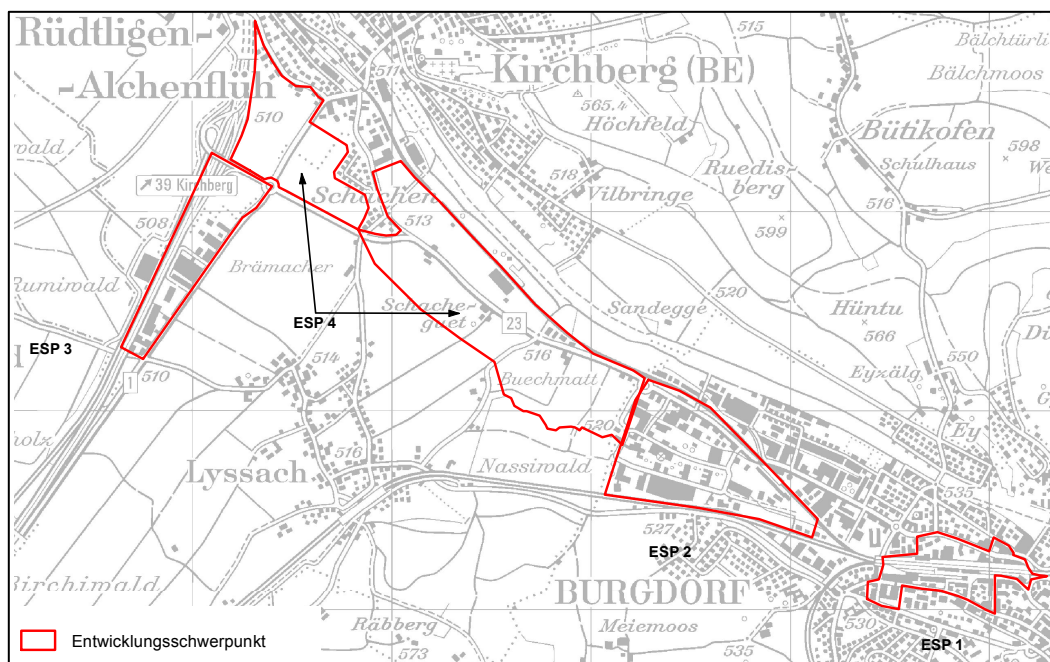 Rüdtligen-
-Alchenflüh
Kirchberg (BE)
515
Bälchtürli
Bälchmoos
511
510
565.4
Höchfeld
Bütikofen
Schulhaus
598
Ruedis-
berg
39 Kirchberg
518
Vilbringe
Schachen
513
516
599
508
Brämacher
Rumiwald
Schache-
guet
ESP 4
23
Sandegge
520
Hüntu
566
ESP 3
1
510
514
516
Buechmatt
550
Eyzälg
520
Ey
Lyssach
516
Nassiwald
535
527
ESP 2
Birchiwald
BURGDORF
530
Räbberg
573
Meiemoos
535
ESP 1
Entwicklungsschwerpunkt